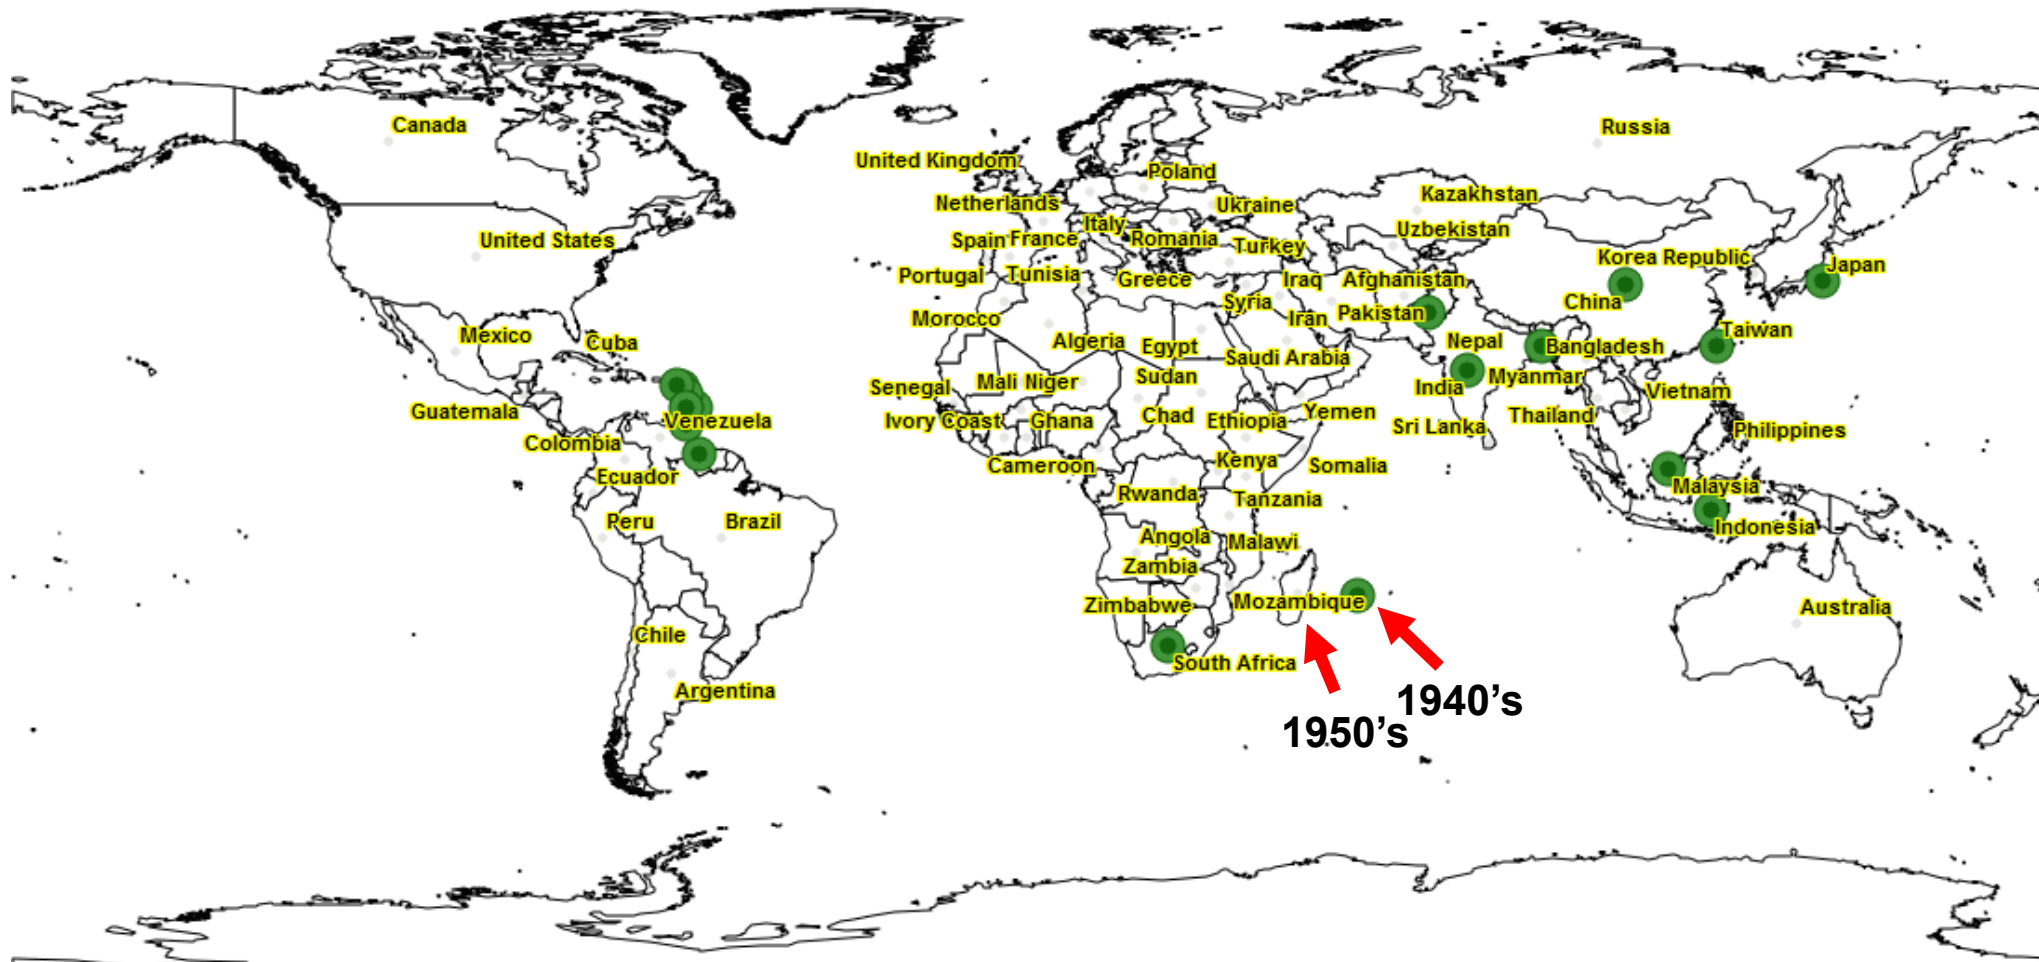 Canada
Russia
United Kingdom
Poland
Kazakhstan
Netherlands
Ukraine
Italy
Uzbekistan
United States
Spain France
Romania
Turkey
Korea Republic
Japan
Portugal
Tunisia
Greece
Iraq
Afghanistan
Syria
China
Morocco
Iran
Pakistan
Taiwan
Mexico
Cuba
Algeria
Egypt
Nepal
Bangladesh
Saudi Arabia
Senegal
Mali Niger
Sudan
India
Myanmar
Vietnam
Guatemala
Venezuela
Ivory Coast
Ghana
Chad
Ethiopia
Yemen
Sri Lanka
Thailand
Philippines
Colombia
Cameroon
Kenya
Somalia
Ecuador
Rwanda
Tanzania
Malaysia
Peru
Brazil
Angola
Malawi
Indonesia
Zambia
Zimbabwe
Mozambique
Australia
Chile
South Africa
Argentina
1940’s
1950’s